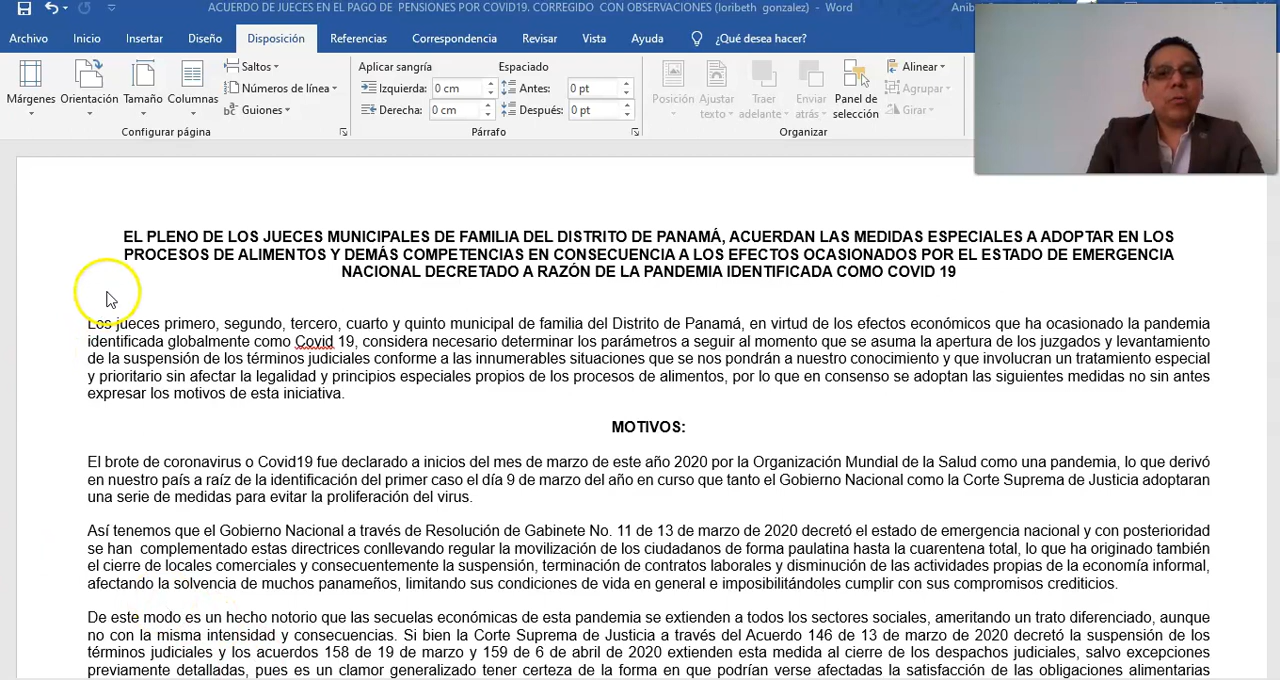 ACUERDO DE JUECES EN EL PAGO DE PENSIONES POR COVID19. CORREGIDO CON OBSERVACIONES (loribeth gonzalez) - Word Anib
Archivo Inicio Insertar Diseño Disposición Referencias Correspondencia Revisar Vista Ayuda ¿Qué desea hacer?
Saltos Aplicar sangría Espaciado Alinear
Números de línea Izquierda: 0 cm Antes: 0 pt Agrupar
Márgenes Orientación Tamaño Columnas Guiones Derecha: 0 cm Después: 0 pt Posición Ajustar texto Traer adelante Enviar atrás Panel de selección Girar
Configurar página Párrafo Organizar
EL PLENO DE LOS JUECES MUNICIPALES DE FAMILIA DEL DISTRITO DE PANAMÁ, ACUERDAN LAS MEDIDAS ESPECIALES A ADOPTAR EN LOS
PROCESOS DE ALIMENTOS Y DEMÁS COMPETENCIAS EN CONSECUENCIA A LOS EFECTOS OCASIONADOS POR EL ESTADO DE EMERGENCIA
NACIONAL DECRETADO A RAZÓN DE LA PANDEMIA IDENTIFICADA COMO COVID 19
Los jueces primero, segundo, tercero, cuarto y quinto municipal de familia del Distrito de Panamá, en virtud de los efectos económicos que ha ocasionado la pandemia
identificada globalmente como Covid 19, considera necesario determinar los parámetros a seguir al momento que se asuma la apertura de los juzgados y levantamiento
de la suspensión de los términos judiciales conforme a las innumerables situaciones que se nos pondrán a nuestro conocimiento y que involucran un tratamiento especial
y prioritario sin afectar la legalidad y principios especiales propios de los procesos de alimentos, por lo que en consenso se adoptan las siguientes medidas no sin antes
expresar los motivos de esta iniciativa.
MOTIVOS:
El brote de coronavirus o Covid19 fue declarado a inicios del mes de marzo de este año 2020 por la Organización Mundial de la Salud como una pandemia, lo que derivó
en nuestro país a raíz de la identificación del primer caso el día 9 de marzo del año en curso que tanto el Gobierno Nacional como la Corte Suprema de Justicia adoptaran
una serie de medidas para evitar la proliferación del virus.
Así tenemos que el Gobierno Nacional a través de Resolución de Gabinete No. 11 de 13 de marzo de 2020 decretó el estado de emergencia nacional y con posterioridad
se han complementado estas directrices conllevando regular la movilización de los ciudadanos de forma paulatina hasta la cuarentena total, lo que ha originado también
el cierre de locales comerciales y consecuentemente la suspensión, terminación de contratos laborales y disminución de las actividades propias de la economía informal,
afectando la solvencia de muchos panameños, limitando sus condiciones de vida en general e imposibilitándoles cumplir con sus compromisos crediticios.
De este modo es un hecho notorio que las secuelas económicas de esta pandemia se extienden a todos los sectores sociales, ameritando un trato diferenciado, aunque
no con la misma intensidad y consecuencias. Si bien la Corte Suprema de Justicia a través del Acuerdo 146 de 13 de marzo de 2020 decretó la suspensión de los
términos judiciales y los acuerdos 158 de 19 de marzo y 159 de 6 de abril de 2020 extienden esta medida al cierre de los despachos judiciales, salvo excepciones
previamente detalladas, pues es un clamor generalizado tener certeza de la forma en que podrían verse afectadas la satisfacción de las obligaciones alimentarias